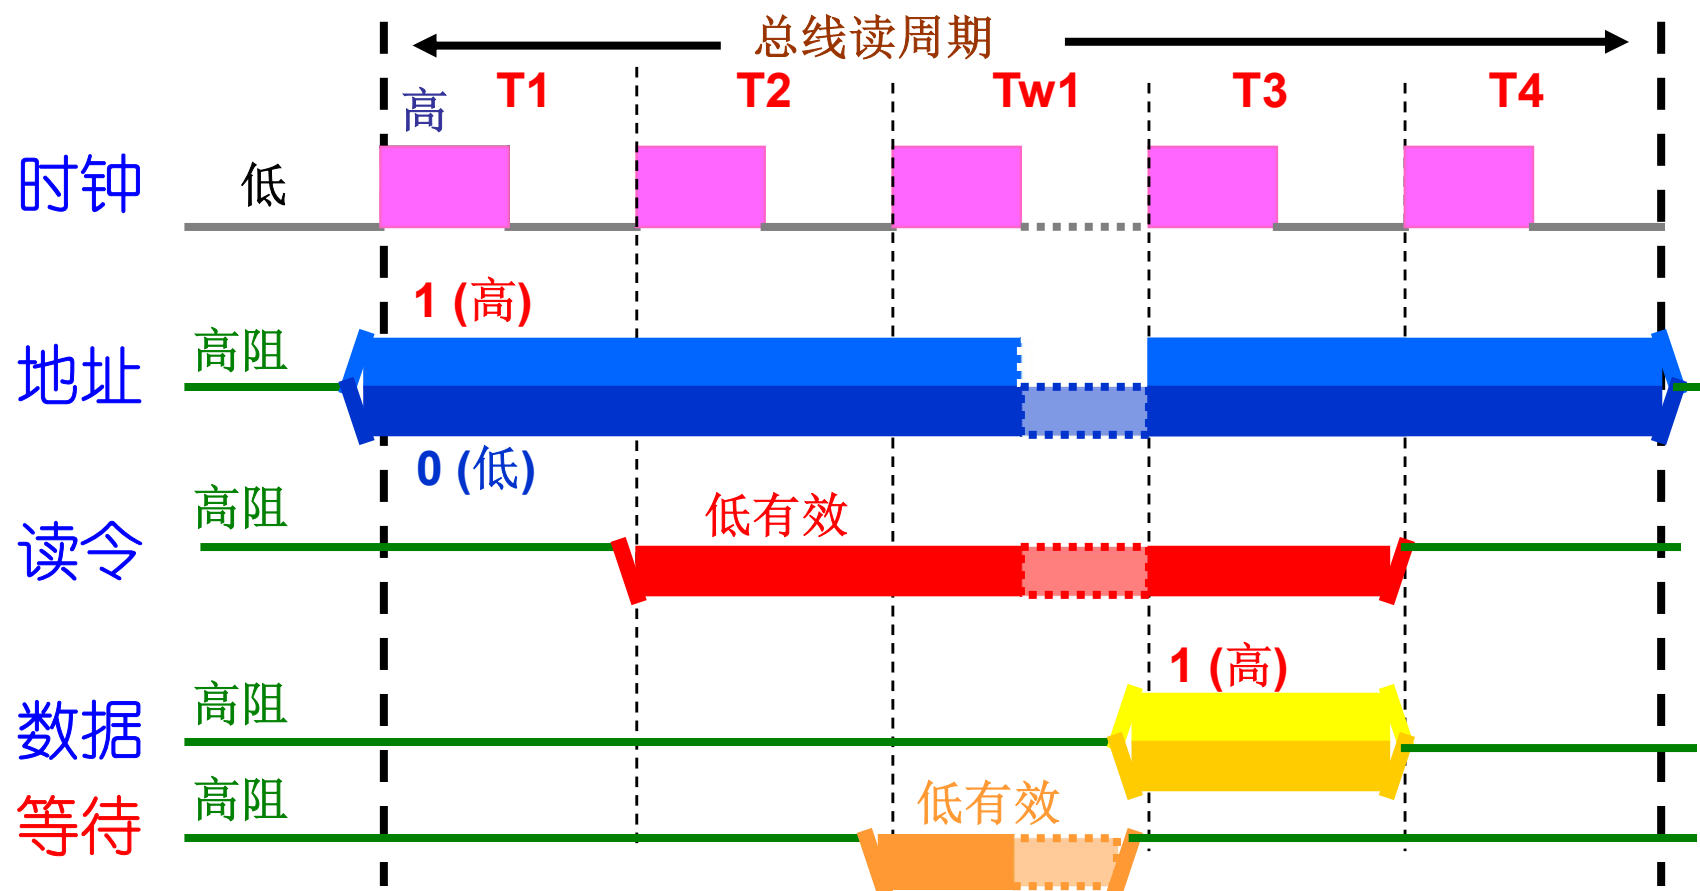 总线读周期
T1 T2 Tw1 T3 T4
高
时钟 低
1 (高)
地址 高阻
0 (低)
读令 高阻 低有效
1 (高)
数据 高阻
等待 高阻 低有效